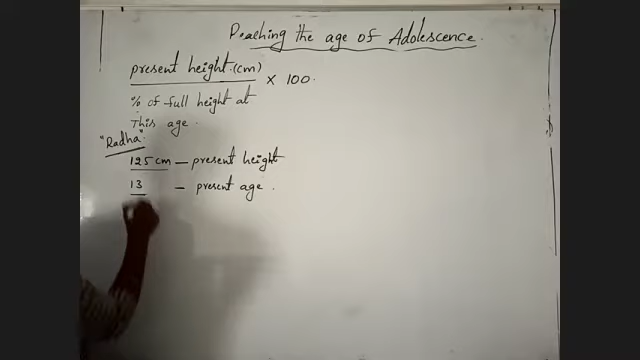 Reaching the age of Adolescence.
present height.(cm) × 100.
% of full height at
This age.
"Radha".
125 cm – present height
13 – present age.